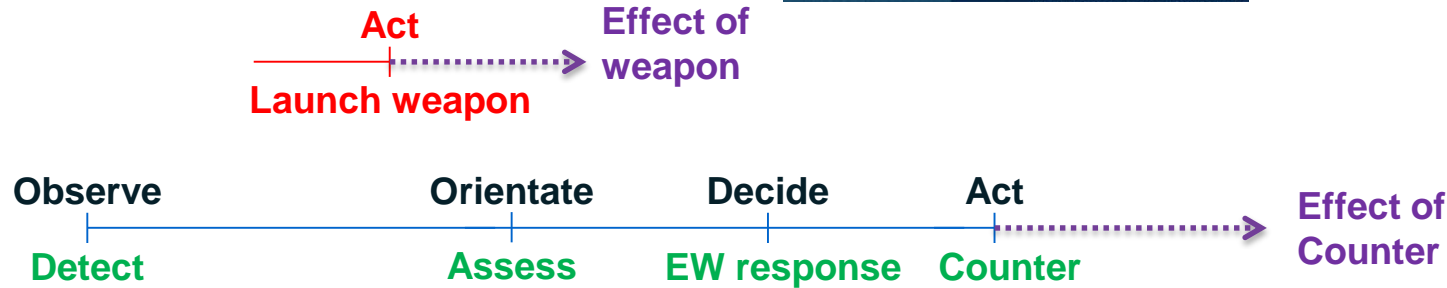 Act
Effect of
weapon
Launch weapon
Observe
Orientate
Decide
Act
Effect of
Counter
Detect
Assess
EW response
Counter